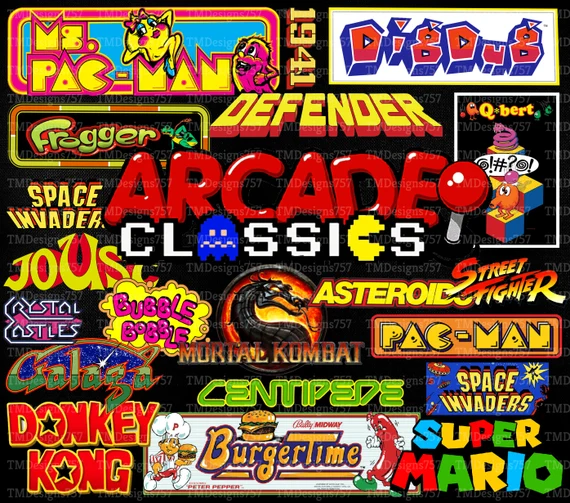 Ms.
PAC-MAN
1941
DigDug
TM
DEFENDER
Frogger
Q*bert
@!#?@!
ARCADE
CLASSICS
SPACE
INVADERS
JOUST
CRYSTAL
CASTLES
BUBBLE
BOBBLE
MORTAL KOMBAT
ASTEROIDS
STREET
FIGHTER
PAC-MAN
Galaga
CENTIPEDE
SPACE
INVADERS
DONKEY
KONG
P
Bally MIDWAY
BurgerTime
"PETER PEPPER"
SUPER
MARIO
TMDesigns757